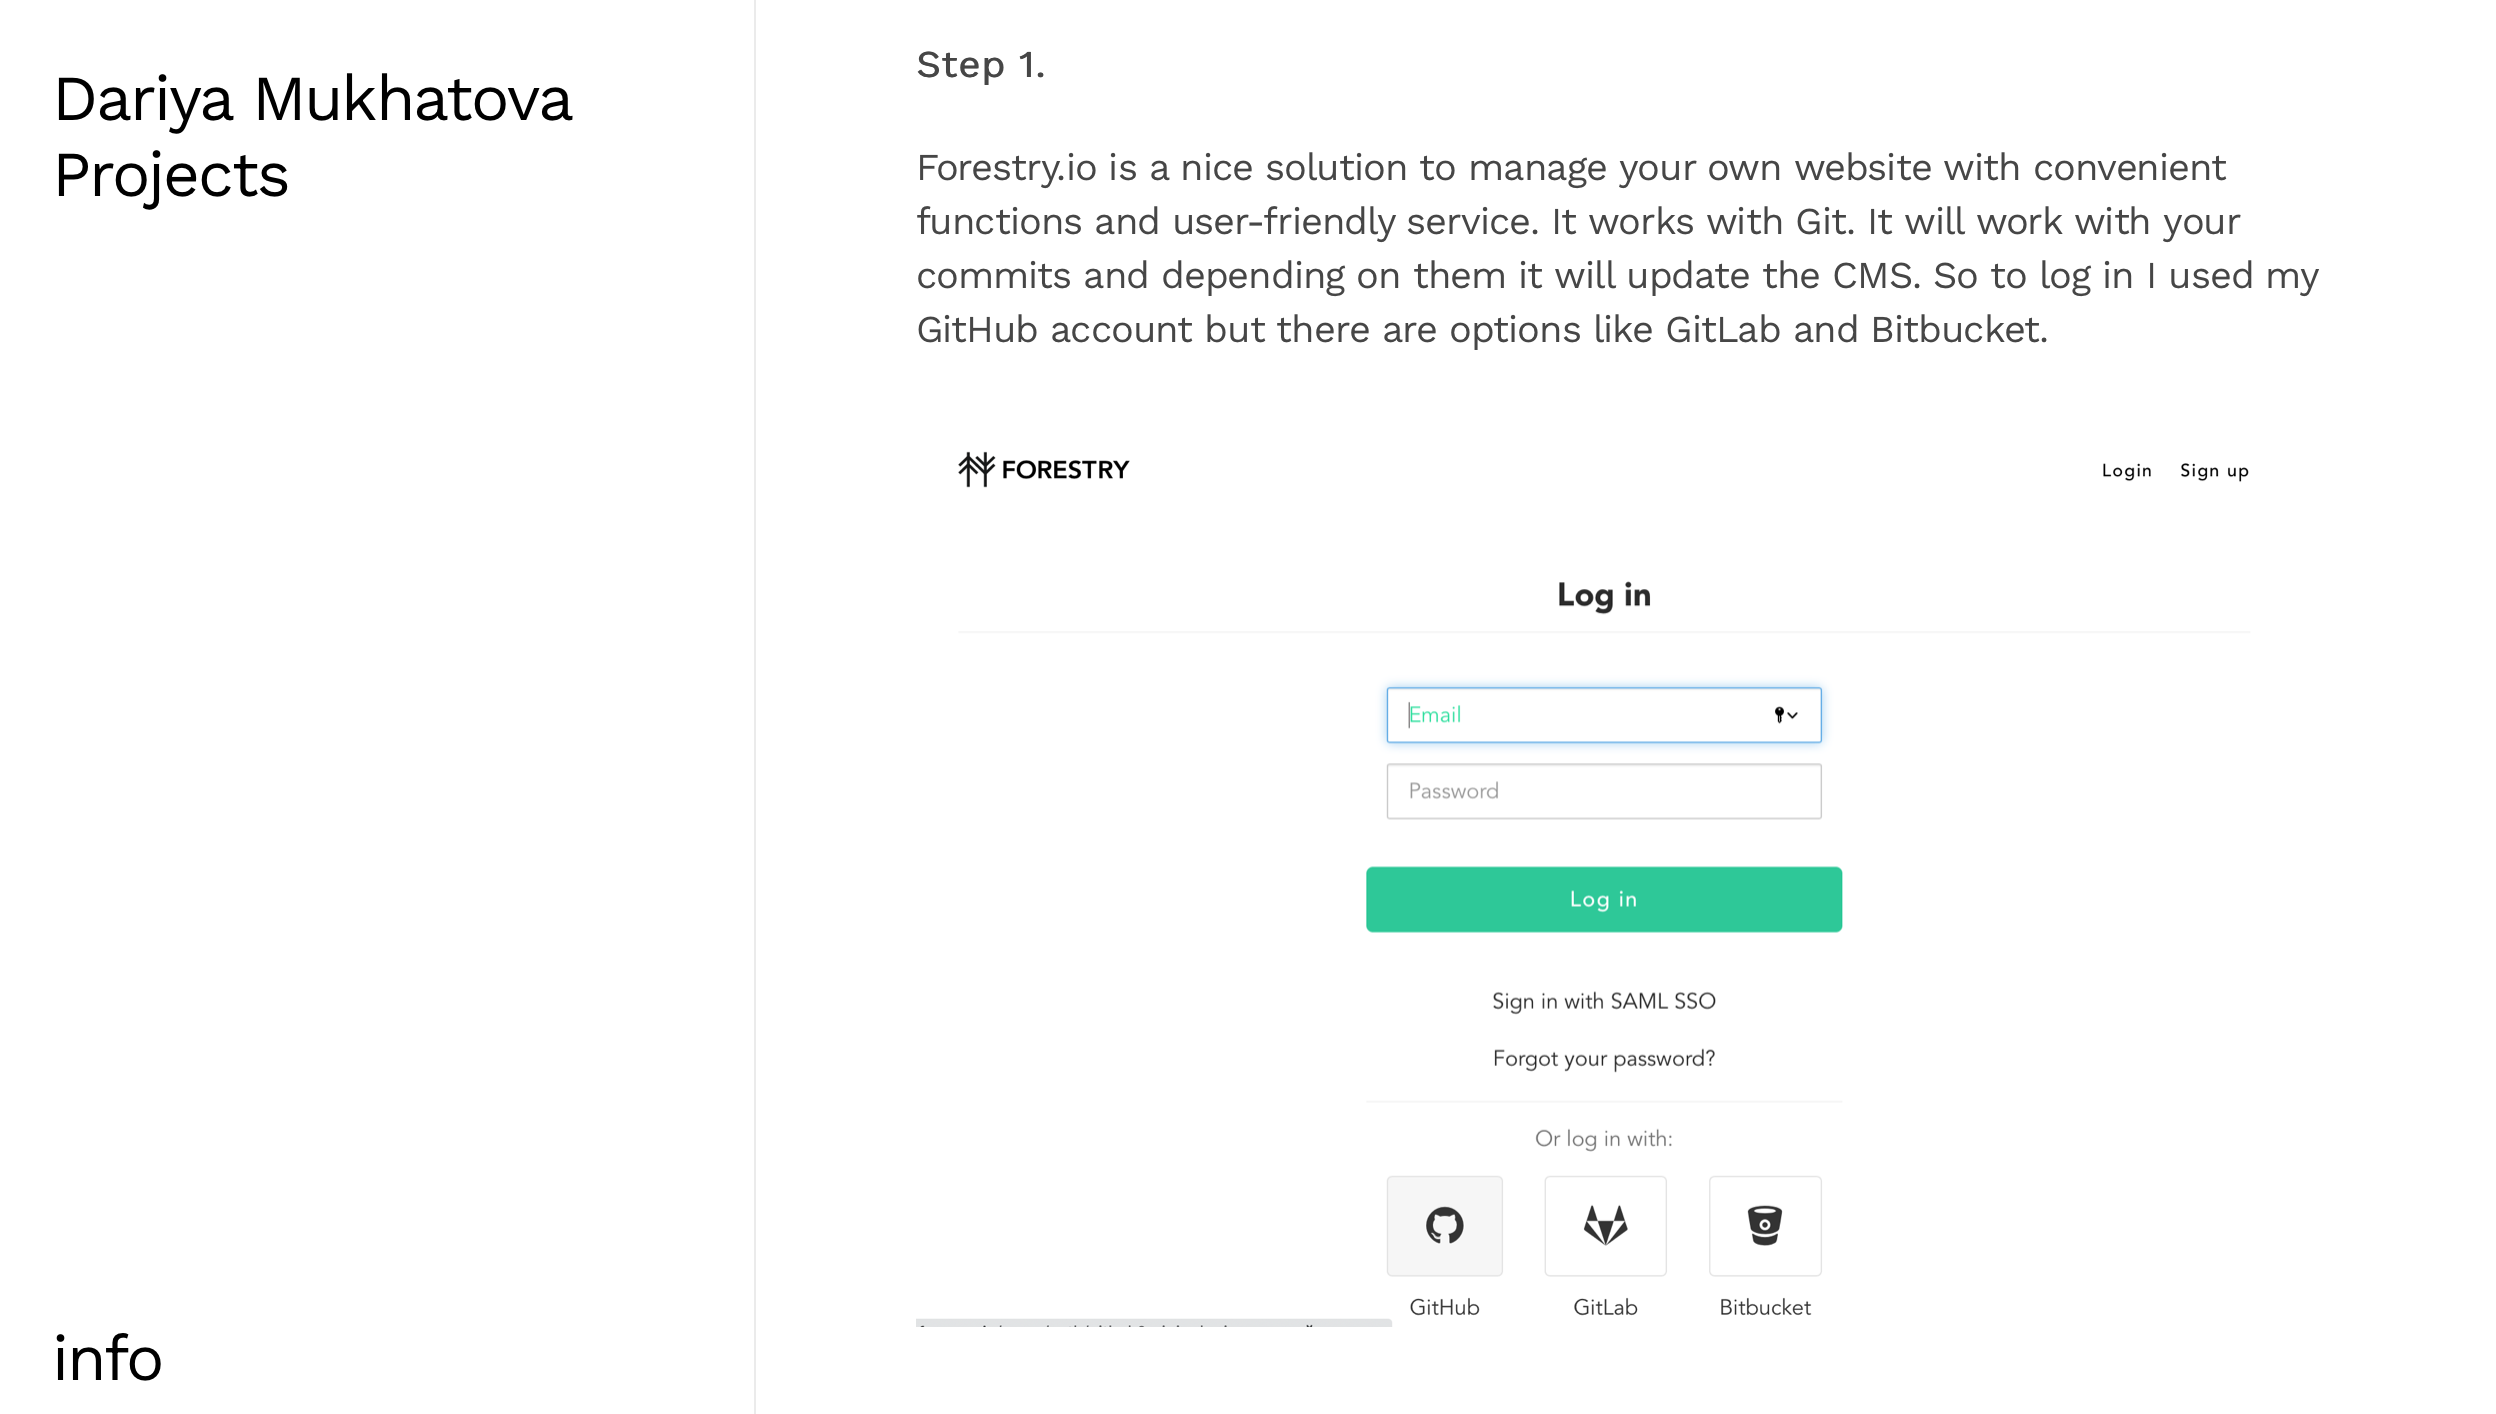 Dariya Mukhatova
Projects
info
Step 1.
Forestry.io is a nice solution to manage your own website with convenient
functions and user-friendly service. It works with Git. It will work with your
commits and depending on them it will update the CMS. So to log in I used my
GitHub account but there are options like GitLab and Bitbucket.
FORESTRY
Login Sign up
Log in
Email
Password
Log in
Sign in with SAML SSO
Forgot your password?
Or log in with:
GitHub GitLab Bitbucket